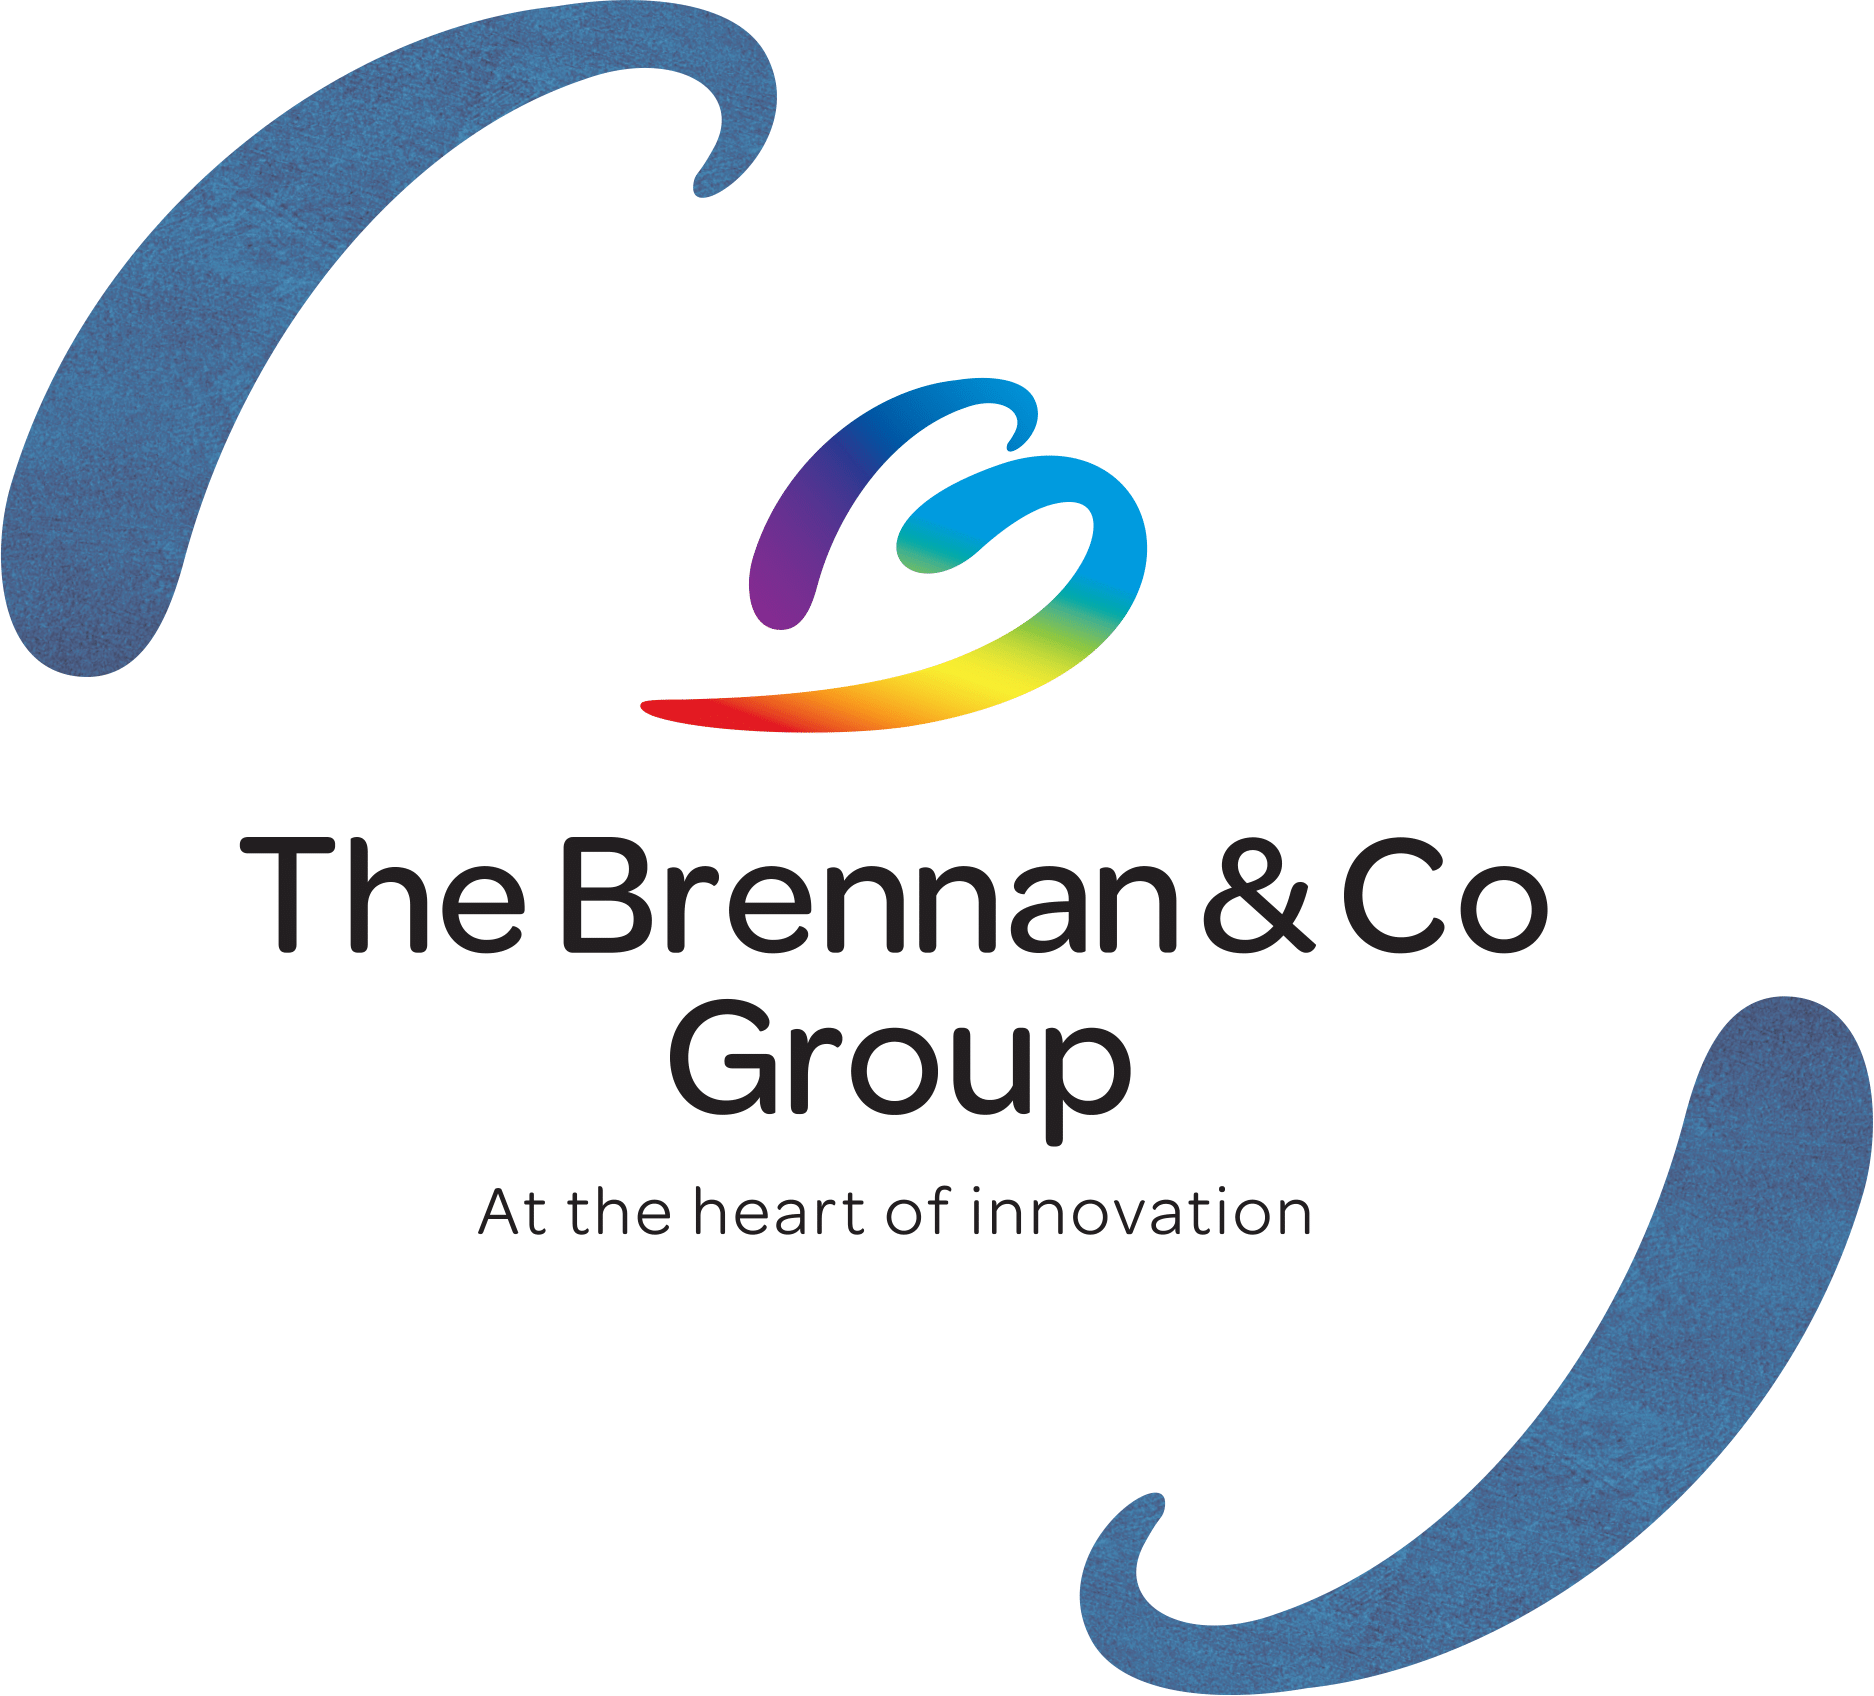 The Brennan & Co
Group
At the heart of innovation